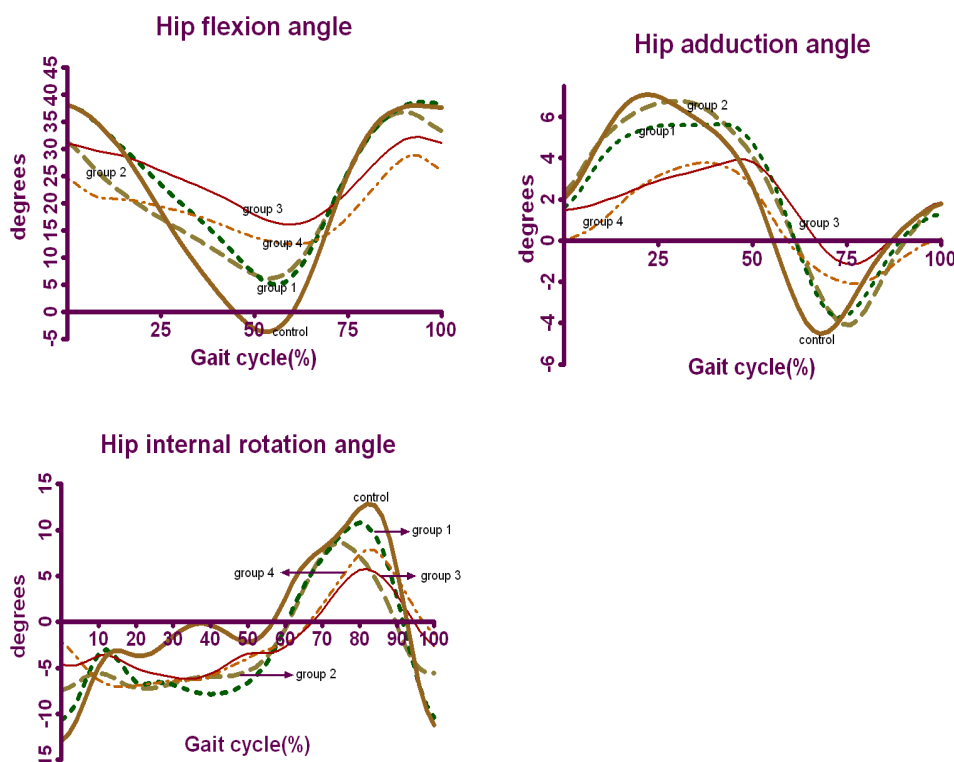 Hip flexion angle
degrees
45
40
35
30
25
20
15
10
5
0
-5
group 2
group 3
group 4
group 1
control
25
50
75
100
Gait cycle(%)
Hip adduction angle
degrees
6
4
2
0
-2
-4
-6
group 2
group1
group 4
group 3
control
25
50
75
100
Gait cycle(%)
Hip internal rotation angle
degrees
15
10
5
0
-5
-10
15
control
group 1
group 4
group 3
group 2
10 20 30 40 50 60 70 80 90 100
Gait cycle(%)